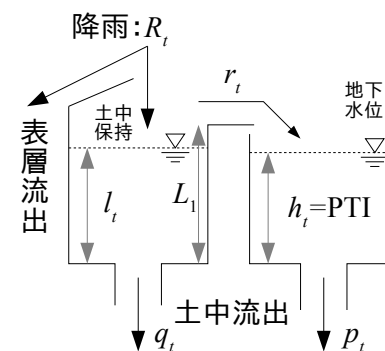 降雨:R_t
表層流出
土中
保持
r_t
地下
水位
l_t
L_1
h_t=PTI
土中流出
q_t
p_t